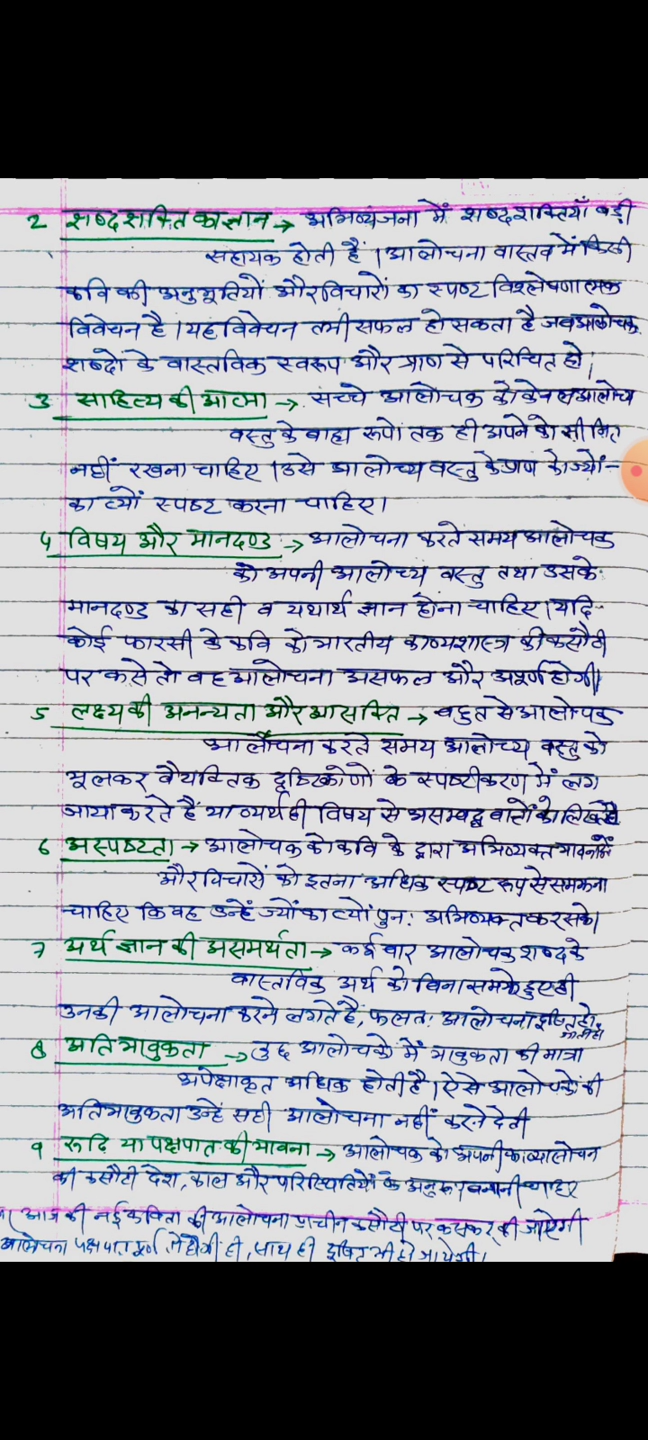 2 शब्दशक्ति का ज्ञान → अभिव्यंजना में शब्दशक्तियाँ बड़ी
सहायक होती हैं । आलोचना वास्तव में किसी
कवि की अनुभूतियों और विचारों का स्पष्ट विश्लेषणात्मक
विवेचन है । यह विवेचन तभी सफल हो सकता है जब आलोचक
शब्दों के वास्तविक स्वरूप और प्राण से परिचित हो ।
3 साहित्य की आत्मा → सच्चे आलोचक को केवल आलोच्य
वस्तु के बाह्य रूपों तक ही अपने को सीमित
नहीं रखना चाहिए । उसे आलोच्य वस्तु के प्राण को ज्यों-
का त्यों स्पष्ट करना चाहिए ।
4 विषय और मानदण्ड → आलोचना करते समय आलोचक
को अपनी आलोच्य वस्तु तथा उसके
मानदण्ड का सही व यथार्थ ज्ञान होना चाहिए । यदि
कोई फारसी के कवि को भारतीय काव्यशास्त्र की कसौटी
पर कसे तो वह आलोचना असफल और अपूर्ण होगी ।
5 लक्ष्य की अनन्यता और आसक्ति → बहुत से आलोचक
आलोचना करते समय आलोच्य वस्तु को
भूलकर वैयक्तिक दृष्टिकोणों के स्पष्टीकरण में लग
जाया करते हैं या व्यर्थ ही विषय से असम्बद्ध बातों को लिखते है
6 अस्पष्टता → आलोचक को कवि के द्वारा अभिव्यक्त भावनाओं
और विचारों को इतना अधिक स्पष्ट रूप से समझना
चाहिए कि वह उन्हें ज्यों का त्यों पुनः अभिव्यक्त कर सके ।
7 अर्थ ज्ञान की असमर्थता → कई बार आलोचक शब्द के
वास्तविक अर्थ को बिना समझे हुए ही
उनकी आलोचना करने लगते हैं, फलतः आलोचना दूषित हो
जाती है
8 अतिभावुकता → कुछ आलोचको में भावुकता की मात्रा
अपेक्षाकृत अधिक होती है । ऐसे आलोचकों की
अतिभावुकता उन्हें सही आलोचना नहीं करने देती
9 रूढि या पक्षपात की भावना → आलोचक को अपनी काव्यालोचन
की कसौटी देश, काल और परिस्थितियों के अनुरूप बनानी चाहिए
आज की नई कविता की आलोचना प्राचीन कसौटी पर कसकर की जाऐगी
आलोचना पक्षपातपूर्ण तो होगी ही, साथ ही दूषित भी हो जायेगी ।